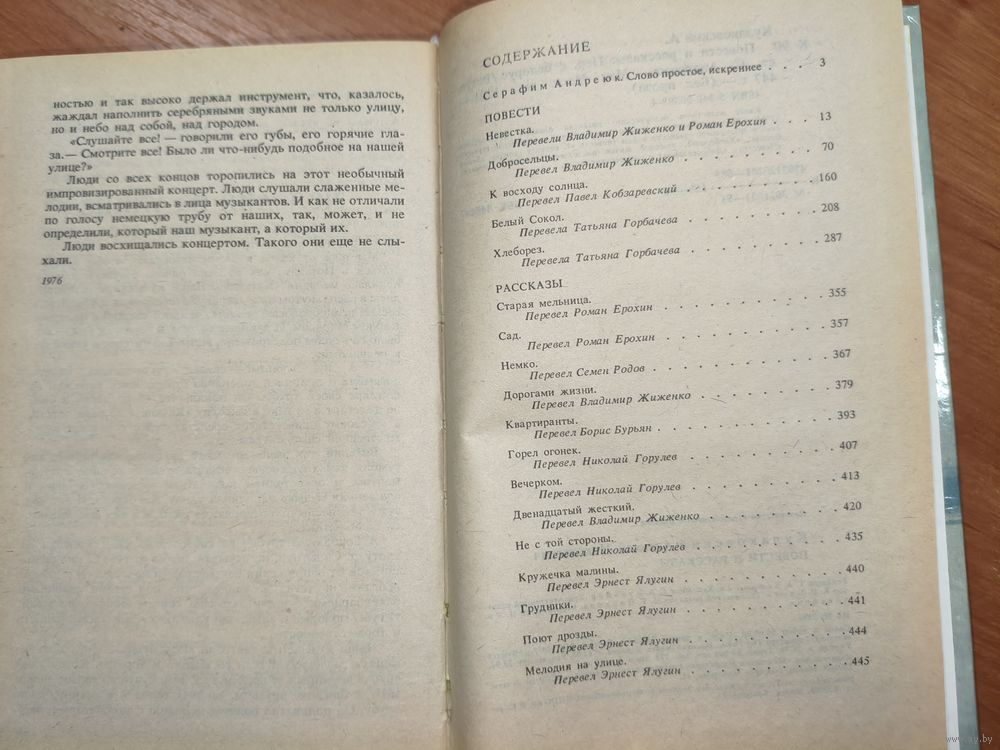 ностью и так высоко держал инструмент, что, казалось,
жаждал наполнить серебряными звуками не только улицу,
но и небо над собой, над городом.
«Слушайте все! — говорили его губы, его горячие гла-
за.— Смотрите все! Было ли что-нибудь подобное на нашей
улице?»
Люди со всех концов торопились на этот необычный
импровизированный концерт. Люди слушали слаженные ме-
лодии, всматривались в лица музыкантов. И как не отличали
по голосу немецкую трубу от наших, так, может, и не
определили, который наш музыкант, а который их.
Люди восхищались концертом. Такого они еще не слы-
хали.
1976
СОДЕРЖАНИЕ
Серафим Андреюк. Слово простое, искреннее . . . 3
ПОВЕСТИ
Невестка.
Перевели Владимир Жиженко и Роман Ерохин . . . 13
Добросельцы.
Перевел Владимир Жиженко . . . . . . . . . 70
К восходу солнца.
Перевел Павел Кобзаревский . . . . . . . . . 160
Белый Сокол.
Перевела Татьяна Горбачева . . . . . . . . . 208
Хлеборез.
Перевела Татьяна Горбачева . . . . . . . . . 287
РАССКАЗЫ
Старая мельница.
Перевел Роман Ерохин . . . . . . . . . . . 355
Сад.
Перевел Роман Ерохин . . . . . . . . . . . 357
Немко.
Перевел Семен Родов . . . . . . . . . . . 367
Дорогами жизни.
Перевел Владимир Жиженко . . . . . . . . . 379
Квартиранты.
Перевел Борис Бурьян . . . . . . . . . . . 393
Горел огонек.
Перевел Николай Горулев . . . . . . . . . . 407
Вечерком.
Перевел Николай Горулев . . . . . . . . . . 413
Двенадцатый жесткий.
Перевел Владимир Жиженко . . . . . . . . . 420
Не с той стороны.
Перевел Николай Горулев . . . . . . . . . . 435
Кружечка малины.
Перевел Эрнест Ялугин . . . . . . . . . . . 440
Грудники.
Перевел Эрнест Ялугин . . . . . . . . . . . 441
Поют дрозды.
Перевел Эрнест Ялугин . . . . . . . . . . . 444
Мелодия на улице.
Перевел Эрнест Ялугин . . . . . . . . . . . 445